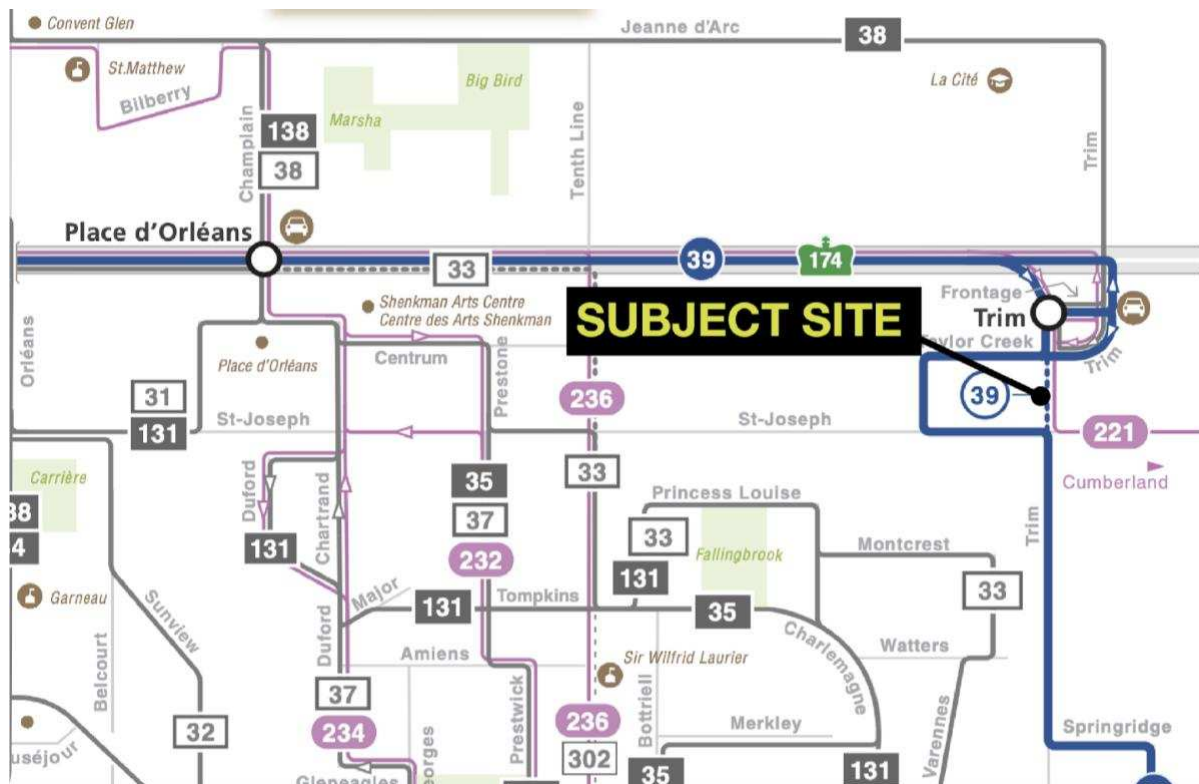 Convent Glen
Jeanne d'Arc
38
St.Matthew
Bilberry
Big Bird
La Cité
Marsha
Champlain
138
38
Tenth Line
Trim
Place d'Orléans
33
39
174
Frontage
Trim
Shenkman Arts Centre
Centre des Arts Shenkman
SUBJECT SITE
Taylor Creek
Trim
Orléans
Place d'Orléans
Centrum
Prestone
31
131
St-Joseph
236
St-Joseph
39
221
Cumberland
Carrière
Duford
Chartrand
35
37
232
33
Princess Louise
33
131
Fallingbrook
Montcrest
Trim
38
4
131
Garneau
Sunview
Major
131
Tompkins
35
33
Charlemagne
Watters
Belcourt
Duford
Amiens
Sir Wilfrid Laurier
37
234
Prestwick
236
Bottriell
Merkley
Varennes
Springridge
32
302
uséjour
eorges
Gleneagles
35
131